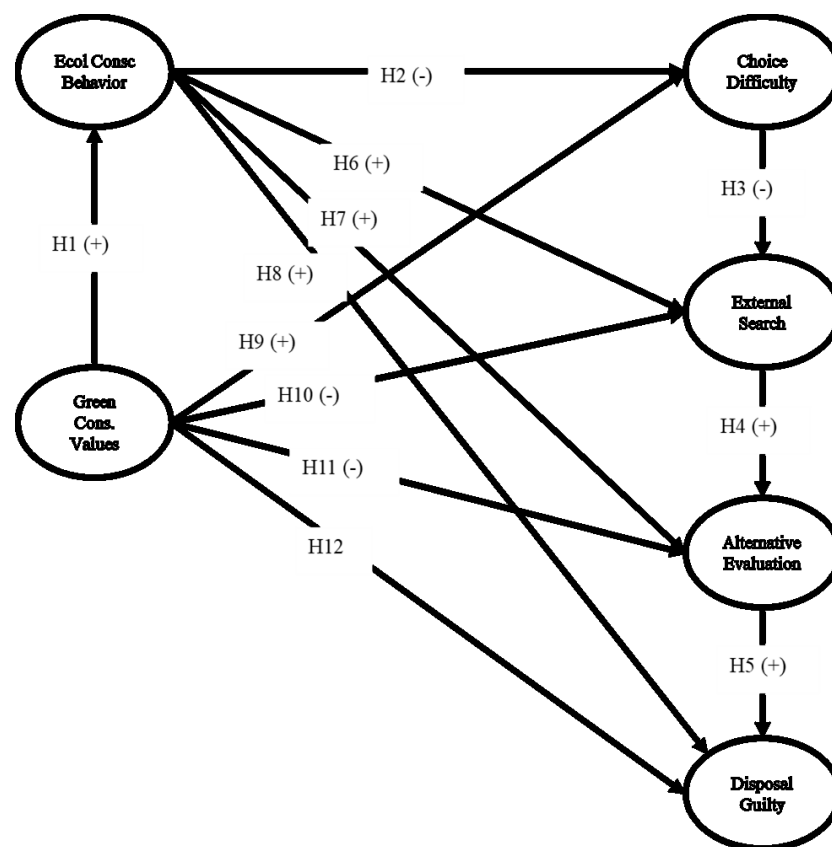 Ecol Consc
Behavior
H2 (-)
Choice
Difficulty
H6 (+)
H3 (-)
H7 (+)
H1 (+)
H8 (+)
External
Search
H9 (+)
Green
Cons.
Values
H10 (-)
H4 (+)
H11 (-)
H12
Alternative
Evaluation
H5 (+)
Disposal
Guilty